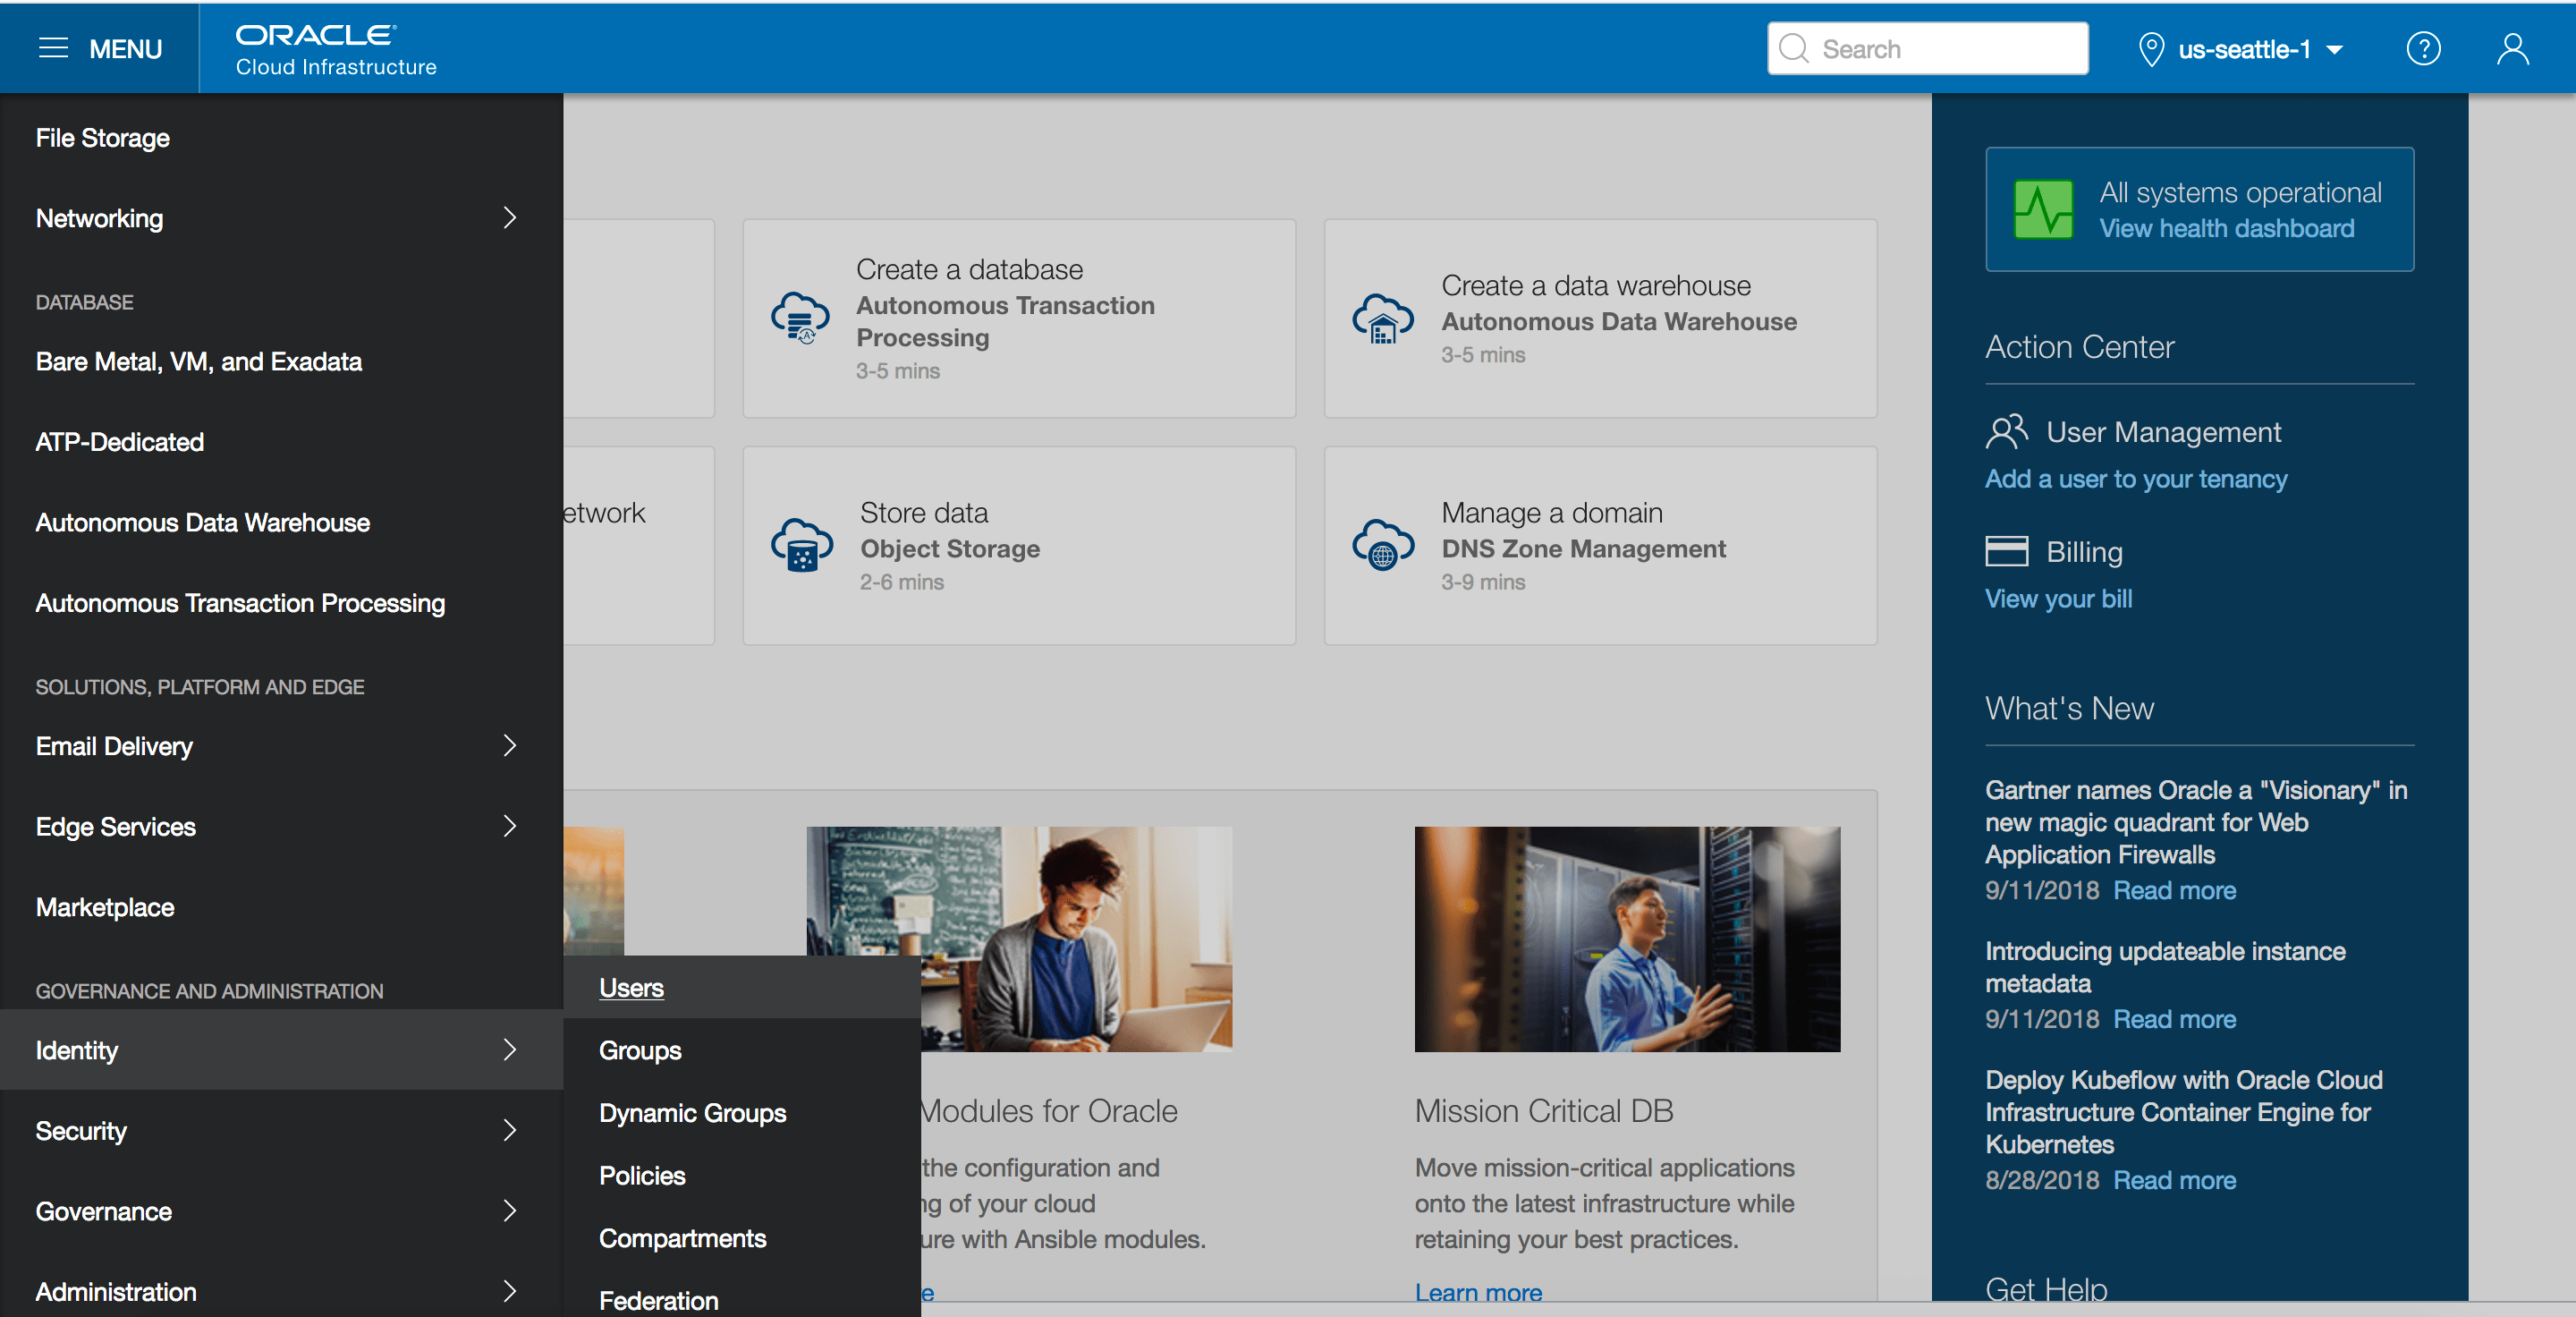 MENU
ORACLE
Cloud Infrastructure
Search
us-seattle-1
File Storage
Networking
DATABASE
Bare Metal, VM, and Exadata
ATP-Dedicated
Autonomous Data Warehouse
Autonomous Transaction Processing
SOLUTIONS, PLATFORM AND EDGE
Email Delivery
Edge Services
Marketplace
GOVERNANCE AND ADMINISTRATION
Identity
Security
Governance
Administration
Users
Groups
Dynamic Groups
Policies
Compartments
Federation
Create a database
Autonomous Transaction
Processing
3-5 mins
Create a data warehouse
Autonomous Data Warehouse
3-5 mins
etwork
Store data
Object Storage
2-6 mins
Manage a domain
DNS Zone Management
3-9 mins
Modules for Oracle
the configuration and
ng of your cloud
ure with Ansible modules.
e
Mission Critical DB
Move mission-critical applications
onto the latest infrastructure while
retaining your best practices.
Learn more
All systems operational
View health dashboard
Action Center
User Management
Add a user to your tenancy
Billing
View your bill
What's New
Gartner names Oracle a "Visionary" in
new magic quadrant for Web
Application Firewalls
9/11/2018 Read more
Introducing updateable instance
metadata
9/11/2018 Read more
Deploy Kubeflow with Oracle Cloud
Infrastructure Container Engine for
Kubernetes
8/28/2018 Read more
Get Help